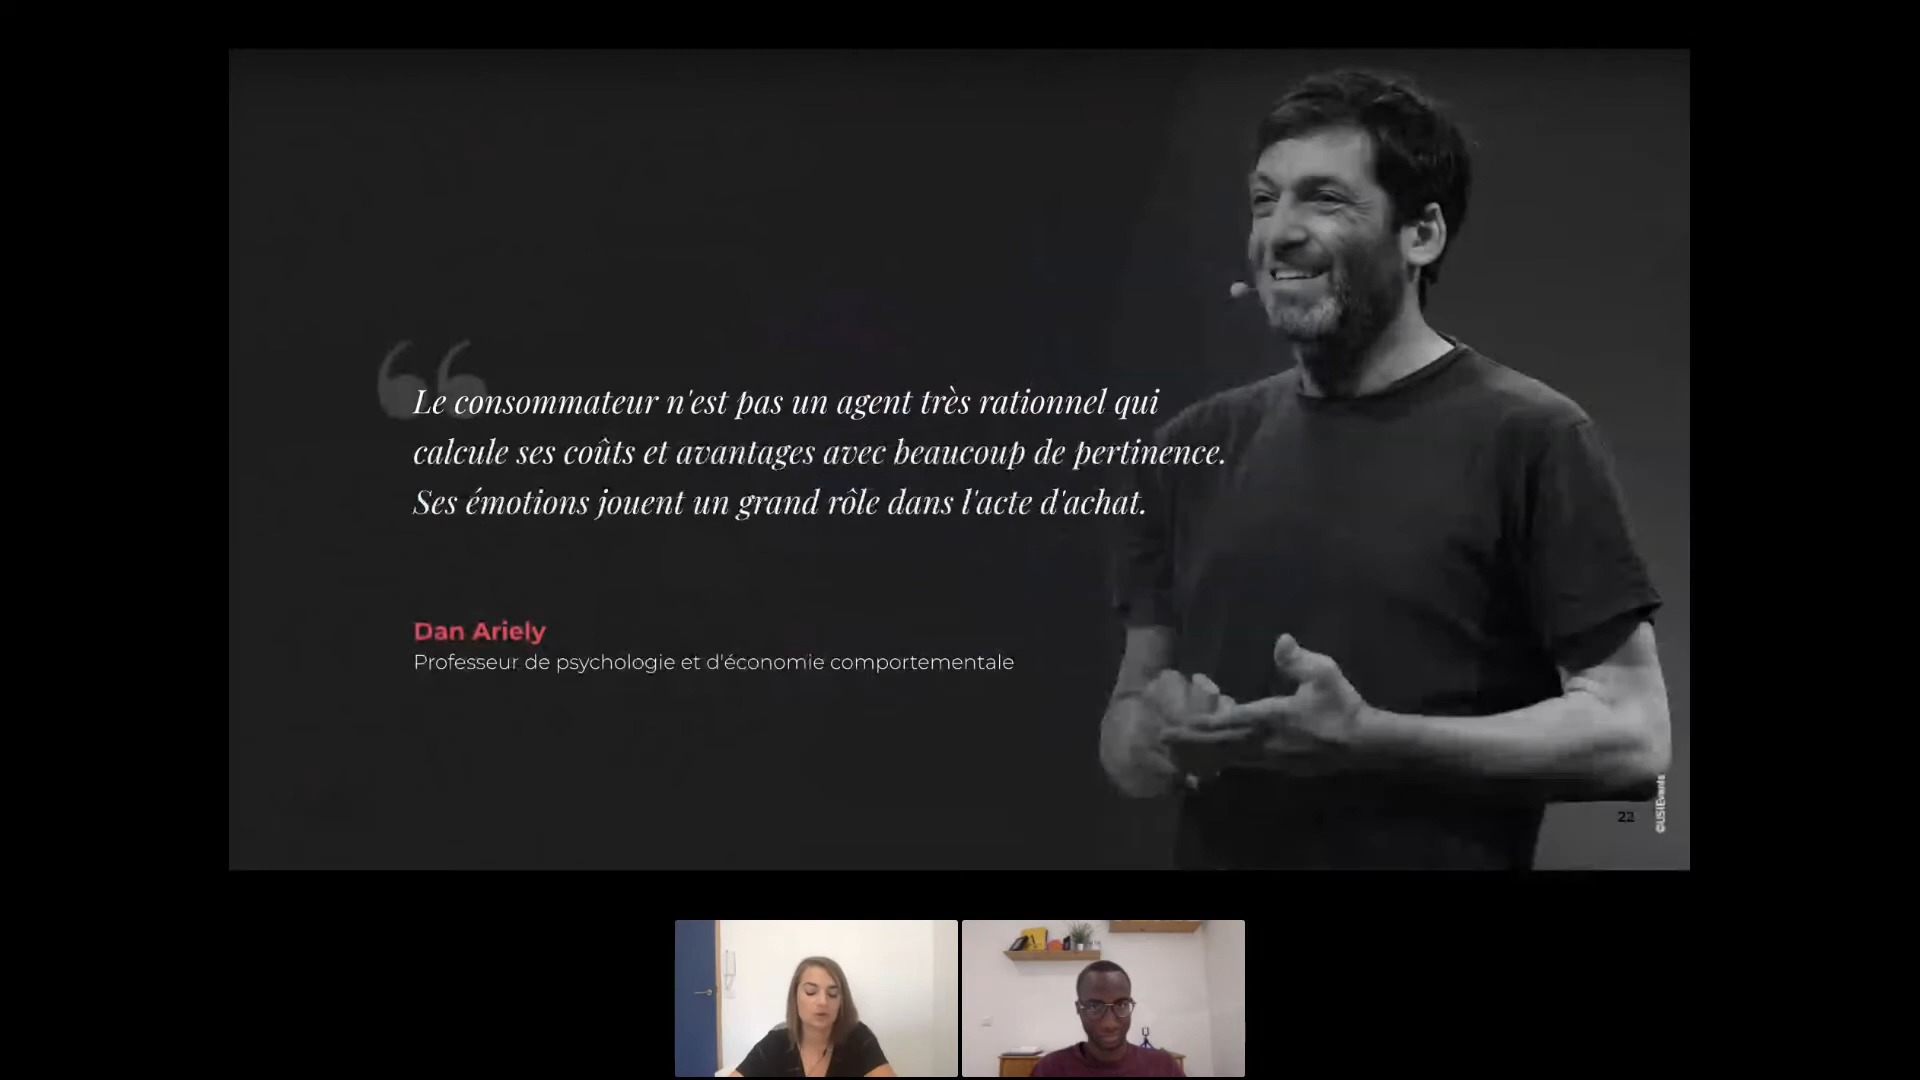 Le consommateur n'est pas un agent très rationnel qui
calcule ses coûts et avantages avec beaucoup de pertinence.
Ses émotions jouent un grand rôle dans l'acte d'achat.
Dan Ariely
Professeur de psychologie et d'économie comportementale
22
©USIEvents